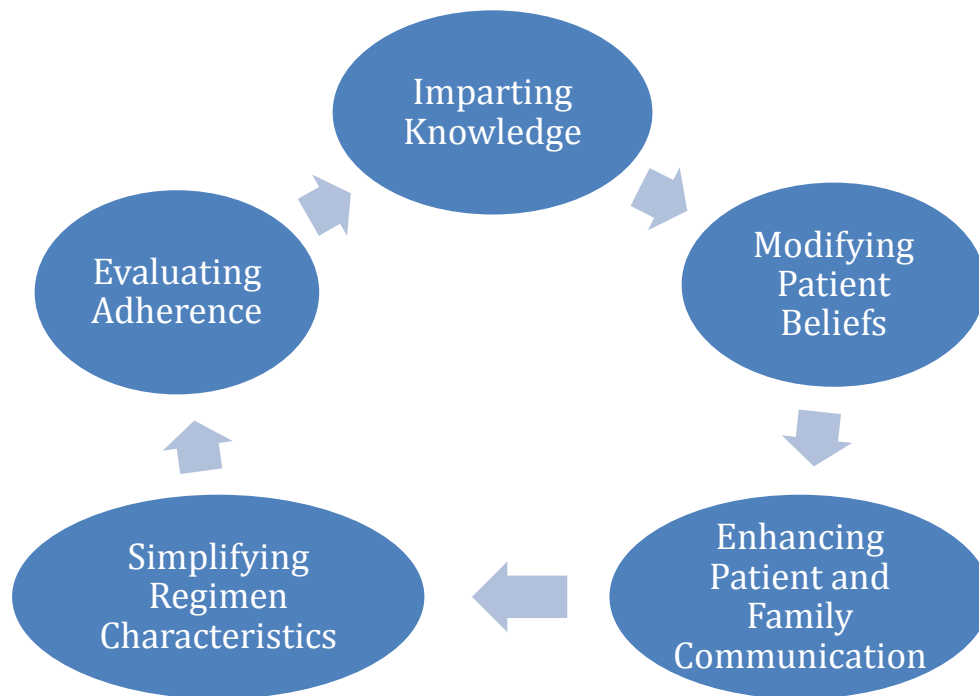 Imparting
Knowledge
Modifying
Patient
Beliefs
Enhancing
Patient and
Family
Communication
Simplifying
Regimen
Characteristics
Evaluating
Adherence